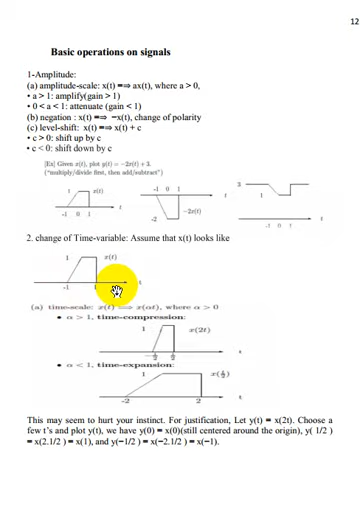 12
Basic operations on signals
1-Amplitude:
(a) amplitude-scale: x(t) ⟹ ax(t), where a > 0,
• a > 1: amplify(gain > 1)
• 0 < a < 1: attenuate (gain < 1)
(b) negation : x(t) ⟹ −x(t), change of polarity
(c) level-shift: x(t) ⟹ x(t) + c
• c > 0: shift up by c
• c < 0: shift down by c
[Ex] Given x(t), plot y(t) = −2x(t) + 3.
("multiply/divide first, then add/subtract")
1 x(t) -1 0 1 t
-1 0 1 t -2 −2x(t)
3 1 -1 0 1 t
2. change of Time-variable: Assume that x(t) looks like
1 x(t)
-1 1 t
(a) time-scale: x(t) ⟹ x(αt), where α > 0
• α > 1, time-compression:
1 x(2t)
-1/2 1/2 t
• α < 1, time-expansion:
1 x(t/2)
-2 2 t
This may seem to hurt your instinct. For justification, Let y(t) = x(2t). Choose a
few t's and plot y(t), we have y(0) = x(0)(still centered around the origin), y( 1/2 )
= x(2.1/2 ) = x(1), and y(−1/2 ) = x(−2.1/2 ) = x(−1).